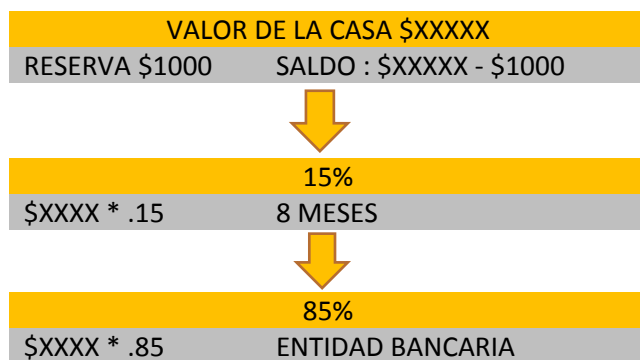 VALOR DE LA CASA $XXXXX
RESERVA $1000 SALDO : $XXXXX - $1000
15%
$XXXX * .15 8 MESES
85%
$XXXX * .85 ENTIDAD BANCARIA